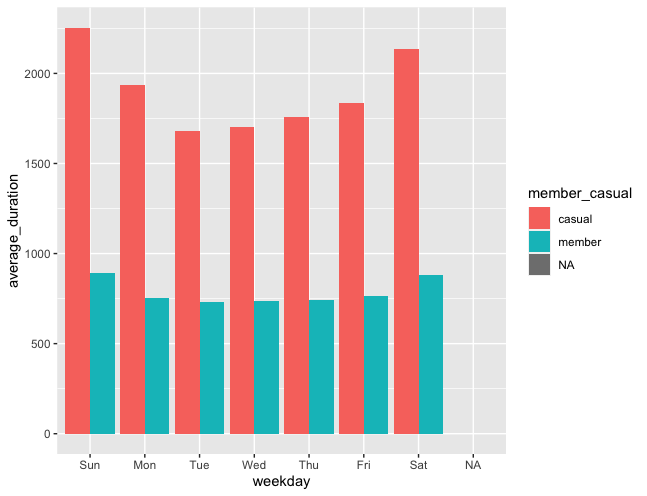 average_duration
2000
1500
1000
500
0
Sun Mon Tue Wed Thu Fri Sat NA
weekday
member_casual
casual
member
NA